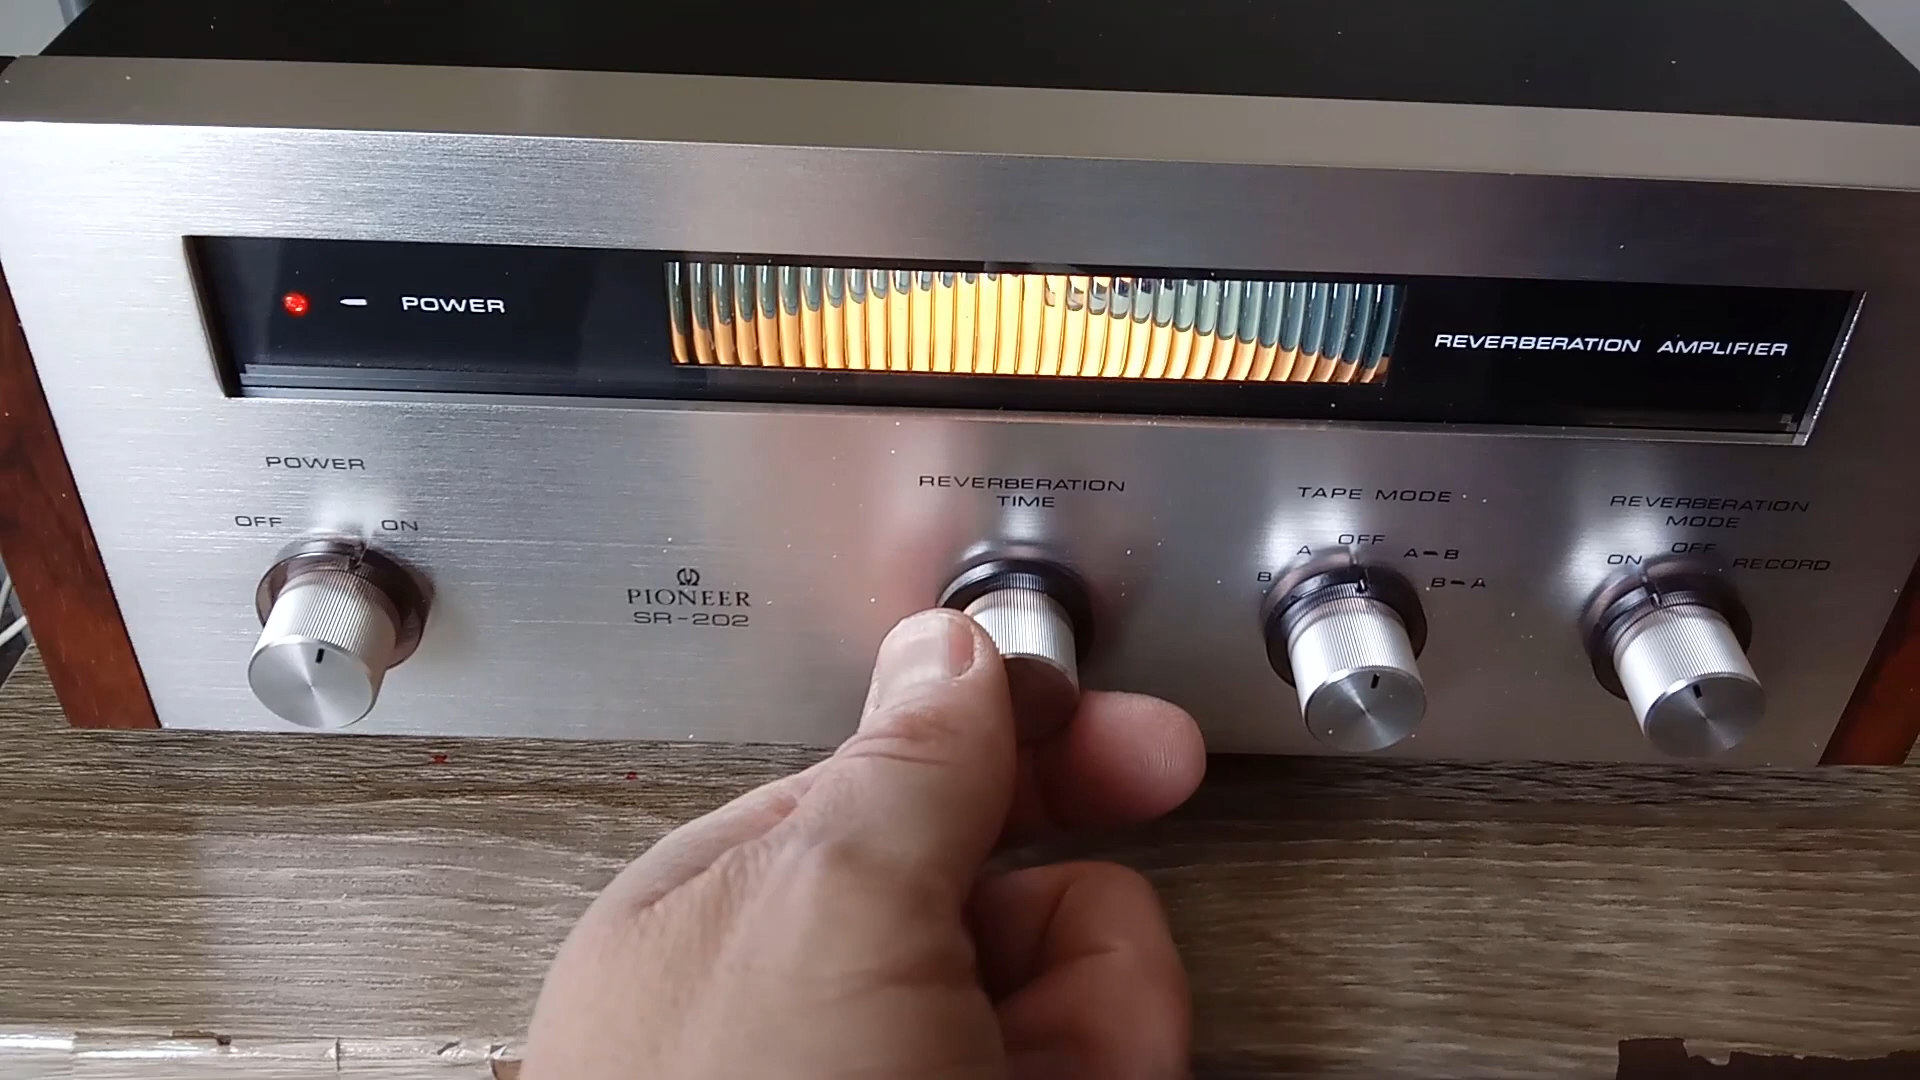 POWER
REVERBERATION AMPLIFIER
POWER
OFF ON
PIONEER
SR-202
REVERBERATION
TIME
TAPE MODE
B A OFF A-B B-A
REVERBERATION
MODE
ON OFF RECORD